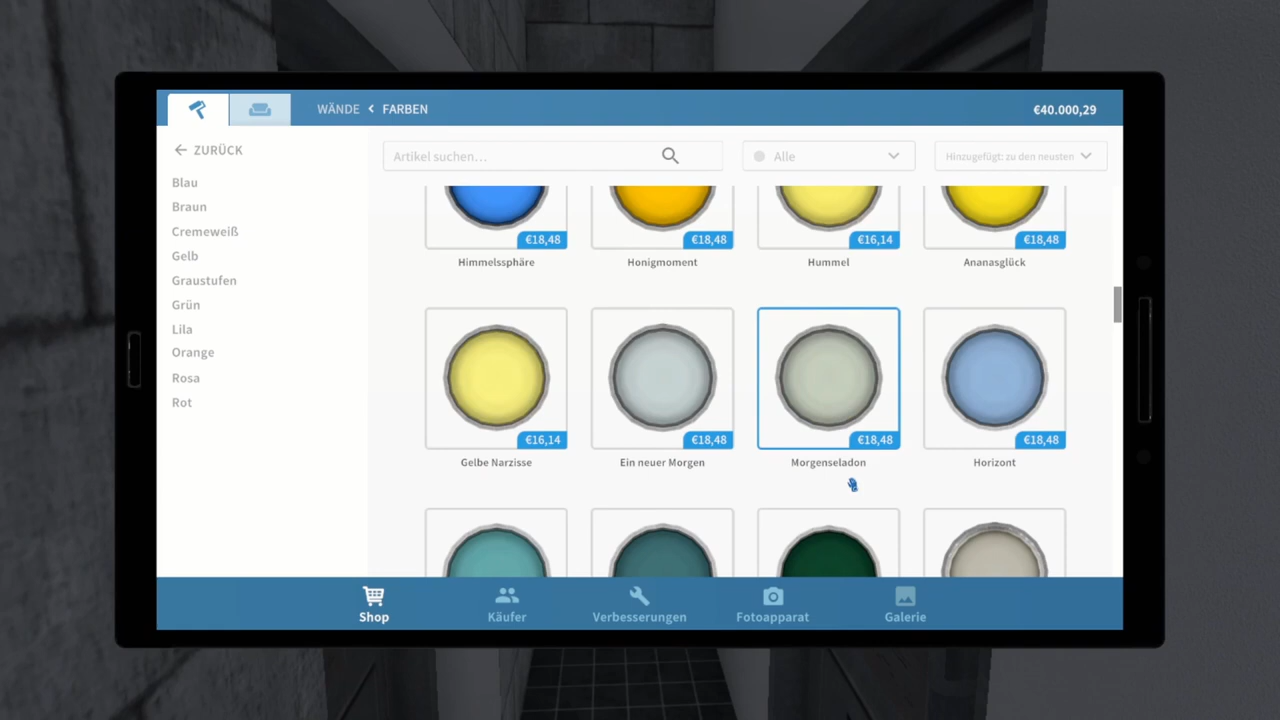 WÄNDE < FARBEN
€40.000,29
ZURÜCK
Artikel suchen...
Alle
Hinzugefügt: zu den neusten
Blau
Braun
Cremeweiß
Gelb
Graustufen
Grün
Lila
Orange
Rosa
Rot
€18,48
€18,48
€16,14
€18,48
Himmelssphäre
Honigmoment
Hummel
Ananasglück
€16,14
€18,48
€18,48
€18,48
Gelbe Narzisse
Ein neuer Morgen
Morgenseladon
Horizont
Shop
Käufer
Verbesserungen
Fotoapparat
Galerie